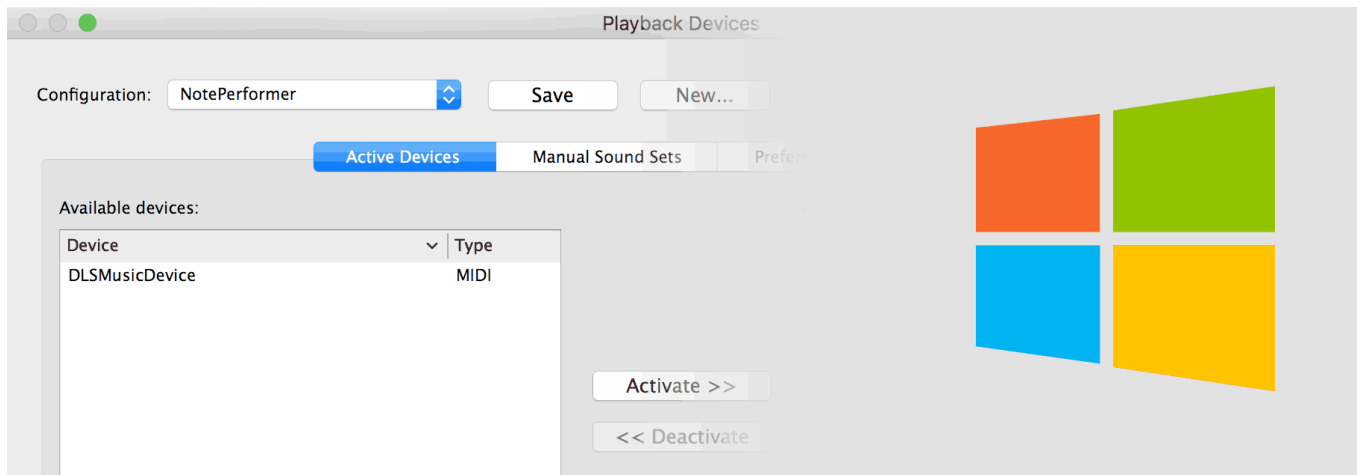 Playback Devices
Configuration: NotePerformer Save New...
Active Devices Manual Sound Sets Prefer
Available devices:
Device Type
DLSMusicDevice MIDI
Activate >>
<< Deactivate